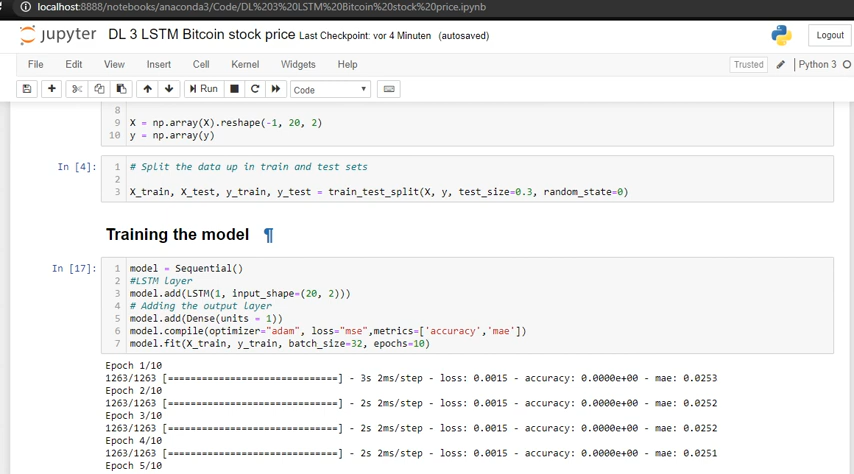 localhost:8888/notebooks/anaconda3/Code/DL%203%20LSTM%20Bitcoin%20stock%20price.ipynb
jupyter DL 3 LSTM Bitcoin stock price Last Checkpoint: vor 4 Minuten (autosaved) Logout
File Edit View Insert Cell Kernel Widgets Help Trusted Python 3
Run Code
8
9 X = np.array(X).reshape(-1, 20, 2)
10 y = np.array(y)
In [4]: 1 # Split the data up in train and test sets
2
3 X_train, X_test, y_train, y_test = train_test_split(X, y, test_size=0.3, random_state=0)
Training the model ¶
In [17]: 1 model = Sequential()
2 #LSTM layer
3 model.add(LSTM(1, input_shape=(20, 2)))
4 # Adding the output layer
5 model.add(Dense(units = 1))
6 model.compile(optimizer="adam", loss="mse",metrics=['accuracy','mae'])
7 model.fit(X_train, y_train, batch_size=32, epochs=10)
Epoch 1/10
1263/1263 [==============================] - 3s 2ms/step - loss: 0.0015 - accuracy: 0.0000e+00 - mae: 0.0253
Epoch 2/10
1263/1263 [==============================] - 2s 2ms/step - loss: 0.0015 - accuracy: 0.0000e+00 - mae: 0.0252
Epoch 3/10
1263/1263 [==============================] - 2s 2ms/step - loss: 0.0015 - accuracy: 0.0000e+00 - mae: 0.0252
Epoch 4/10
1263/1263 [==============================] - 2s 2ms/step - loss: 0.0015 - accuracy: 0.0000e+00 - mae: 0.0251
Epoch 5/10